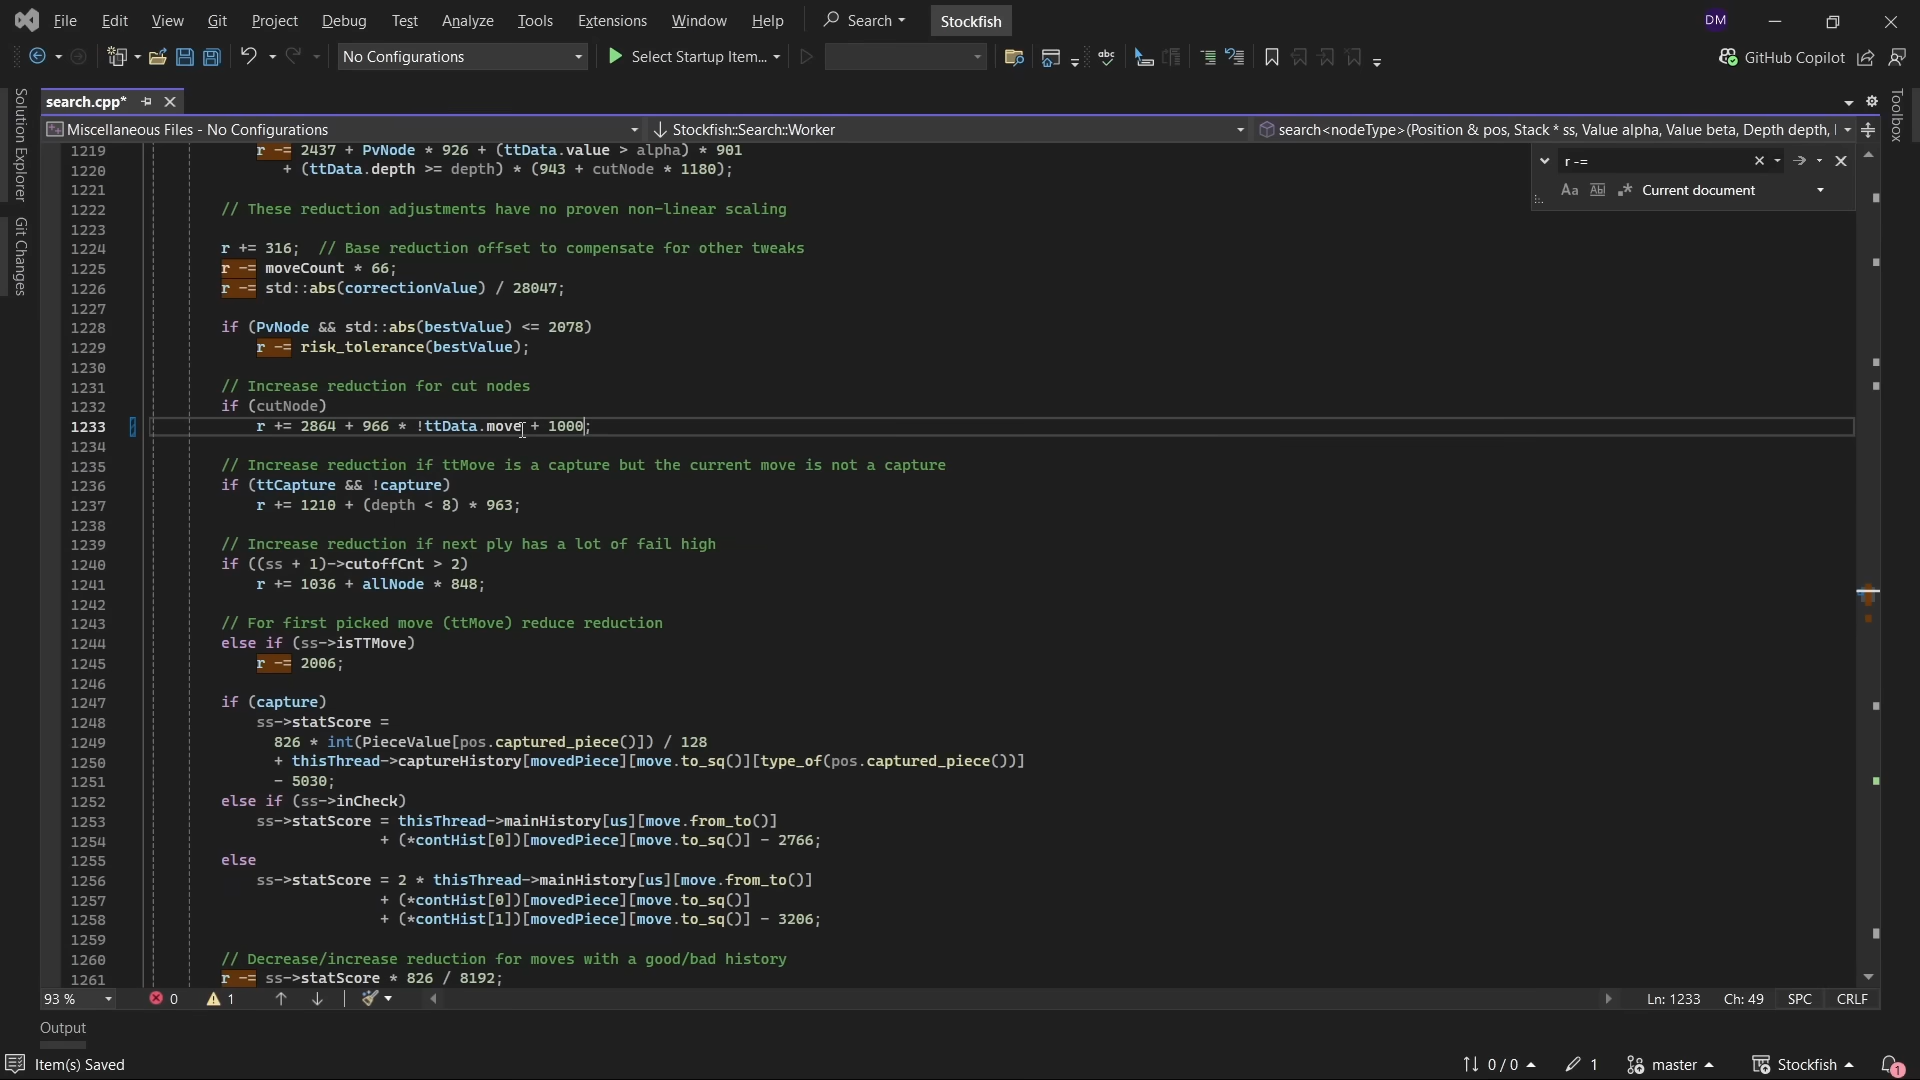 File Edit View Git Project Debug Test Analyze Tools Extensions Window Help Search Stockfish DM
No Configurations Select Startup Item... abc GitHub Copilot
Solution Explorer
Git Changes
Toolbox
search.cpp*
Miscellaneous Files - No Configurations Stockfish::Search::Worker search<nodeType>(Position & pos, Stack * ss, Value alpha, Value beta, Depth depth,
r -=
Aa Ab Current document
1219 r -= 2437 + PvNode * 926 + (ttData.value > alpha) * 901
1220 + (ttData.depth >= depth) * (943 + cutNode * 1180);
1221
1222 // These reduction adjustments have no proven non-linear scaling
1223
1224 r += 316; // Base reduction offset to compensate for other tweaks
1225 r -= moveCount * 66;
1226 r -= std::abs(correctionValue) / 28047;
1227
1228 if (PvNode && std::abs(bestValue) <= 2078)
1229 r -= risk_tolerance(bestValue);
1230
1231 // Increase reduction for cut nodes
1232 if (cutNode)
1233 r += 2864 + 966 * !ttData.move + 1000;
1234
1235 // Increase reduction if ttMove is a capture but the current move is not a capture
1236 if (ttCapture && !capture)
1237 r += 1210 + (depth < 8) * 963;
1238
1239 // Increase reduction if next ply has a lot of fail high
1240 if ((ss + 1)->cutoffCnt > 2)
1241 r += 1036 + allNode * 848;
1242
1243 // For first picked move (ttMove) reduce reduction
1244 else if (ss->isTTMove)
1245 r -= 2006;
1246
1247 if (capture)
1248 ss->statScore =
1249 826 * int(PieceValue[pos.captured_piece()]) / 128
1250 + thisThread->captureHistory[movedPiece][move.to_sq()][type_of(pos.captured_piece())]
1251 - 5030;
1252 else if (ss->inCheck)
1253 ss->statScore = thisThread->mainHistory[us][move.from_to()]
1254 + (*contHist[0])[movedPiece][move.to_sq()] - 2766;
1255 else
1256 ss->statScore = 2 * thisThread->mainHistory[us][move.from_to()]
1257 + (*contHist[0])[movedPiece][move.to_sq()]
1258 + (*contHist[1])[movedPiece][move.to_sq()] - 3206;
1259
1260 // Decrease/increase reduction for moves with a good/bad history
1261 r -= ss->statScore * 826 / 8192;
93 % 0 1 Ln: 1233 Ch: 49 SPC CRLF
Output
Item(s) Saved 0 / 0 1 master Stockfish 1